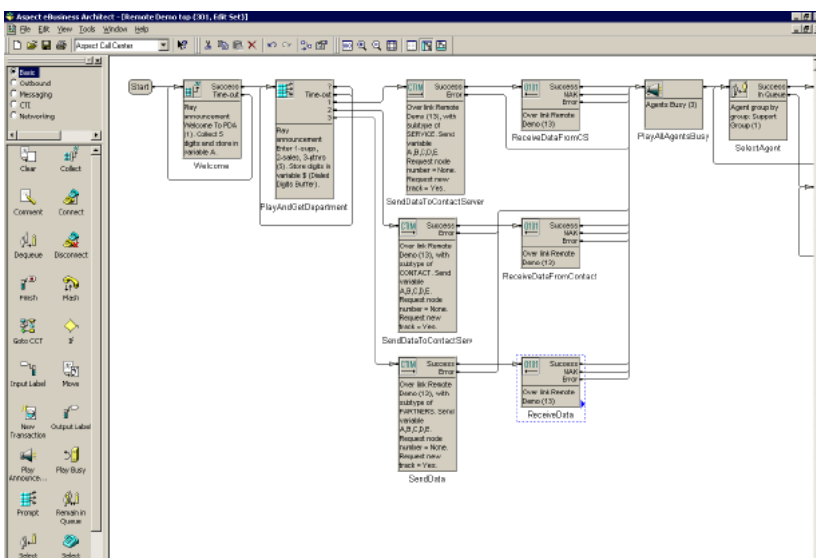 Aspect eBusiness Architect - [Remote Demo top (301, Edit Set)]
File Edit View Tools Window Help
Aspect Call Center
Basic
Outbound
Messaging
CTI
Networking
Clear
Collect
Comment
Connect
Dequeue
Disconnect
Finish
Flash
Goto CCT
If
Input Label
Move
New Transaction
Output Label
Play Announce...
Play Busy
Prompt
Remain in Queue
Select
Select
Start
Success
Time-out
Play
announcement
Welcome To PDA
(1). Collect 5
digits and store in
variable A.
Welcome
?
Time-out
1
2
3
Play
announcement
(5). Store digits in
variable $ (Dialed
Digits Buffer).
PlayAndGetDepartment
CTIM
Success
Error
Over link Remote
Demo (13), with
subtype of
SERVICE. Send
variable
A,B,C,D,E.
Request node
number = None.
Request new
track = Yes.
SendDataToContactServer
CTIM
Success
Error
Over link Remote
Demo (13), with
subtype of
CONTACT. Send
variable
A,B,C,D,E.
Request node
number = None.
Request new
track = Yes.
SendDataToContactServ
CTIM
Success
Error
Over link Remote
Demo (13), with
subtype of
PARTNERS. Send
variable
A,B,C,D,E.
Request node
number = None.
Request new
track = Yes.
SendData
0101
Success
NAK
Error
Over link Remote
Demo (13)
ReceiveDataFromCS
0101
Success
NAK
Error
Over link Remote
Demo (13)
ReceiveDataFromContact
0101
Success
NAK
Error
Over link Remote
Demo (13)
ReceiveData
Agents Busy (3)
PlayAllAgentsBusy
Success
In Queue
Agent group by
group: Support
Group (1)
SelectAgent